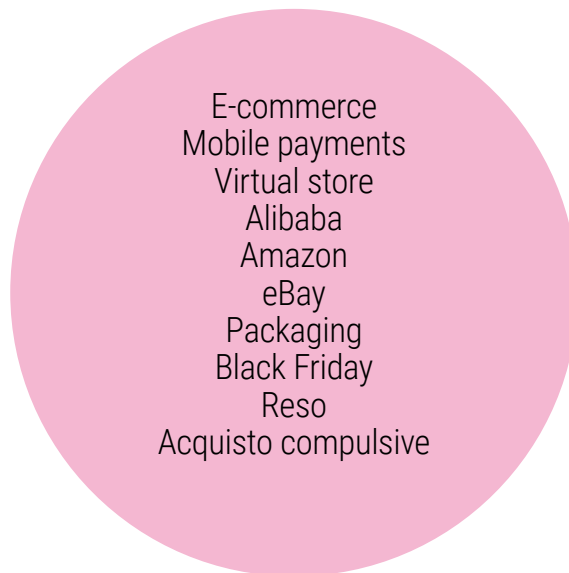 E-commerce
Mobile payments
Virtual store
Alibaba
Amazon
eBay
Packaging
Black Friday
Reso
Acquisto compulsive